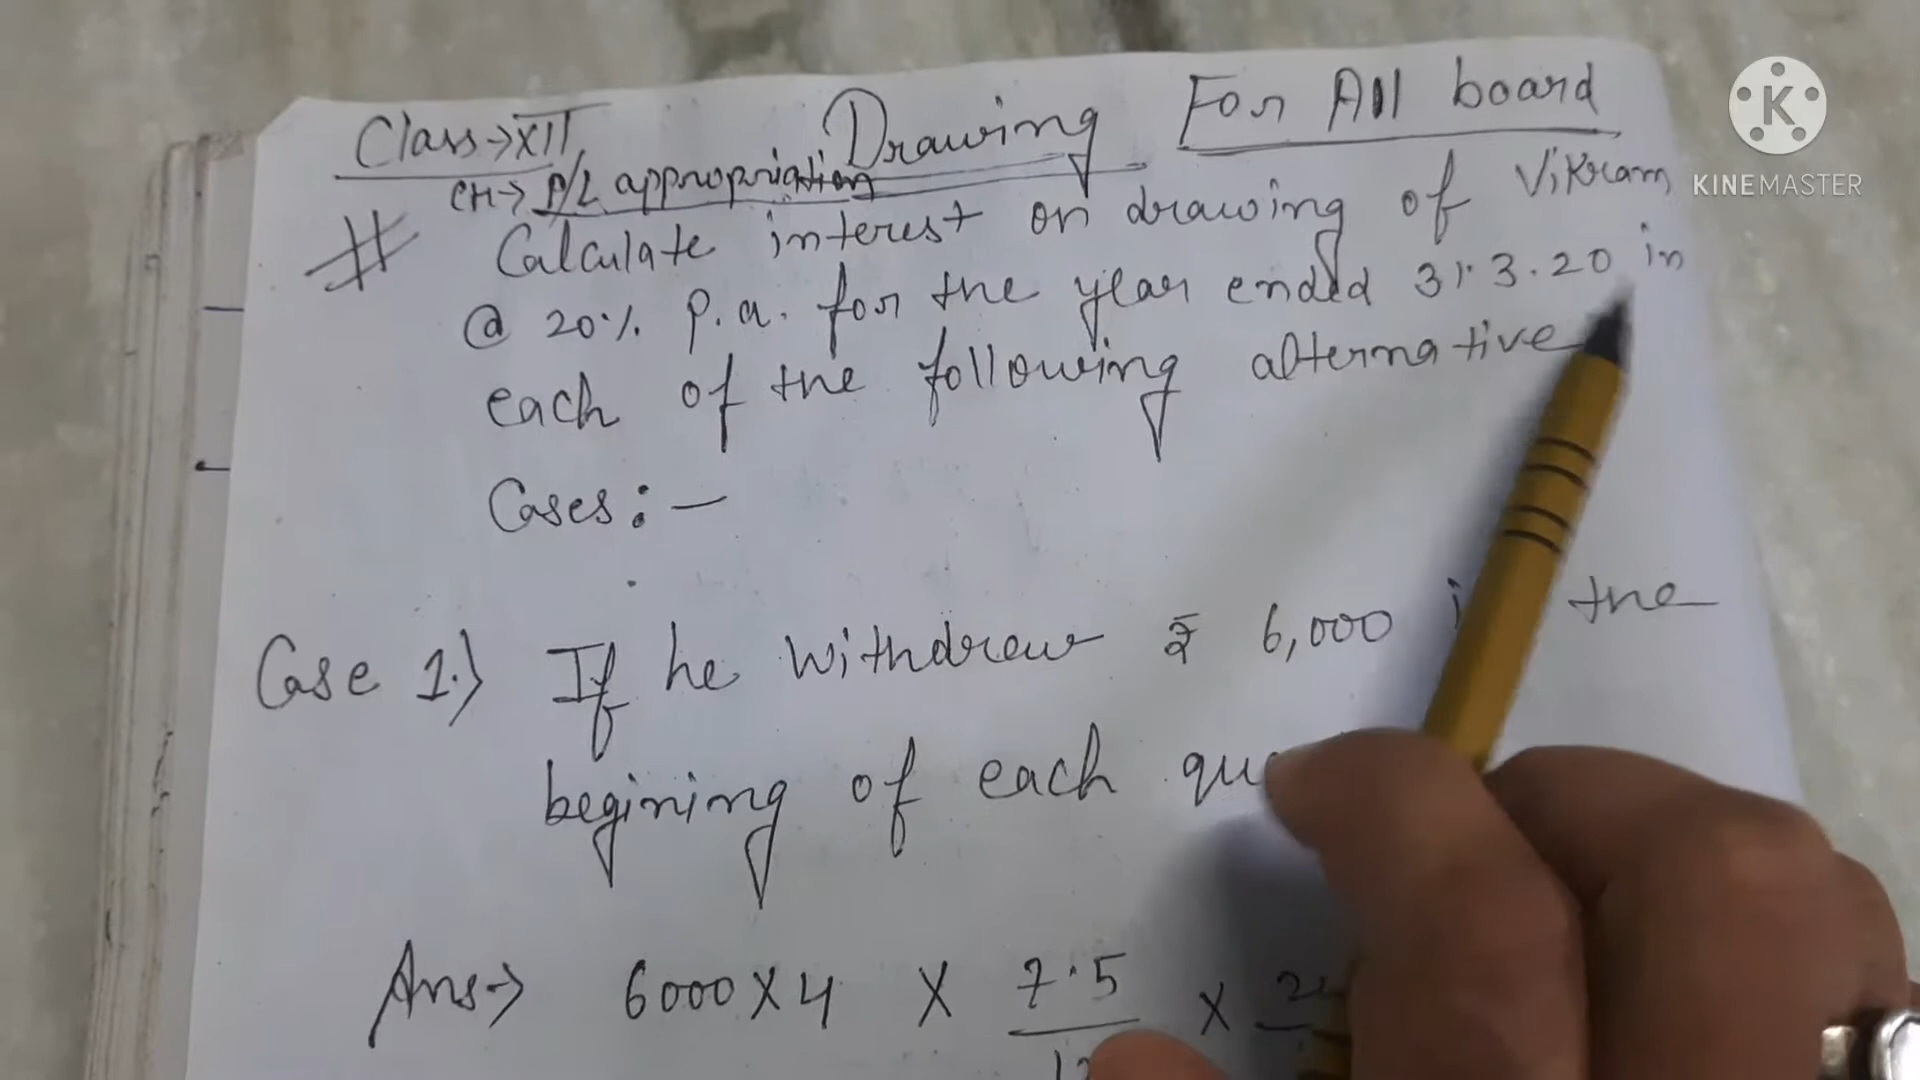 Class→XII, Drawing For All board
CH→ P/L appropriation
# Calculate interest on drawing of Vikram
@ 20% P.a. for the year ended 31.3.20 in
each of the following alternative
Cases:-
Case 1.) If he withdrew ₹ 6,000 the
begining of each
Ans→ 6000 X 4 X 7.5 X
K
KINEMASTER